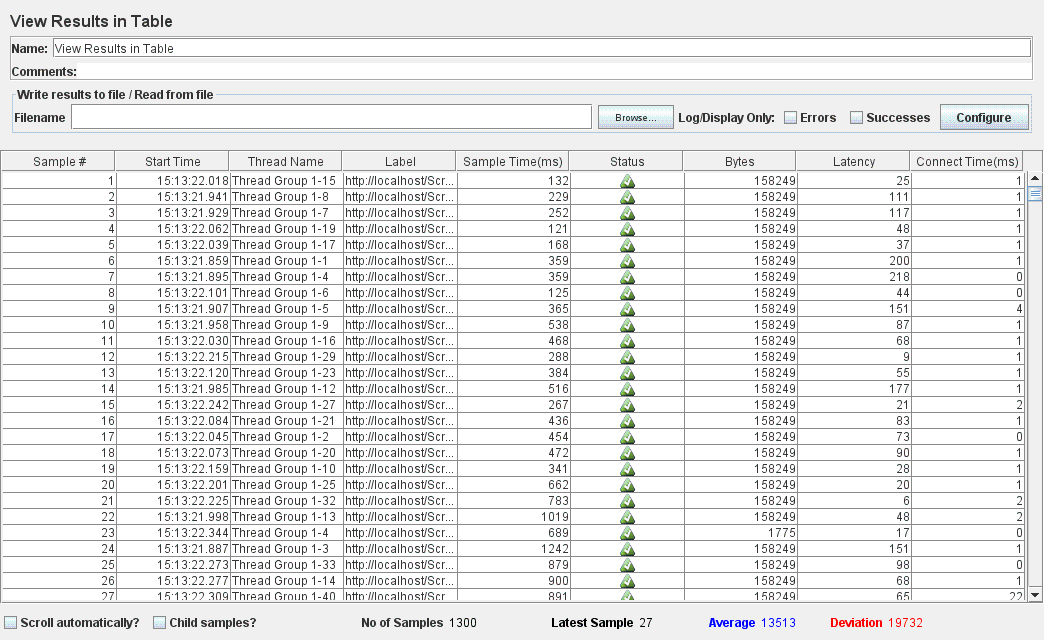 View Results in Table
Name: View Results in Table
Comments:
Write results to file / Read from file
Filename Browse... Log/Display Only: Errors Successes Configure
Sample # Start Time Thread Name Label Sample Time(ms) Status Bytes Latency Connect Time(ms)
1 15:13:22.018 Thread Group 1-15 http://localhost/Scr... 132 158249 25 1
2 15:13:21.941 Thread Group 1-8 http://localhost/Scr... 229 158249 111 1
3 15:13:21.929 Thread Group 1-7 http://localhost/Scr... 252 158249 117 1
4 15:13:22.062 Thread Group 1-19 http://localhost/Scr... 121 158249 48 1
5 15:13:22.039 Thread Group 1-17 http://localhost/Scr... 168 158249 37 1
6 15:13:21.859 Thread Group 1-1 http://localhost/Scr... 359 158249 200 1
7 15:13:21.895 Thread Group 1-4 http://localhost/Scr... 359 158249 218 0
8 15:13:22.101 Thread Group 1-6 http://localhost/Scr... 125 158249 44 0
9 15:13:21.907 Thread Group 1-5 http://localhost/Scr... 365 158249 151 4
10 15:13:21.958 Thread Group 1-9 http://localhost/Scr... 538 158249 87 1
11 15:13:22.030 Thread Group 1-16 http://localhost/Scr... 468 158249 68 1
12 15:13:22.215 Thread Group 1-29 http://localhost/Scr... 288 158249 9 1
13 15:13:22.120 Thread Group 1-23 http://localhost/Scr... 384 158249 55 1
14 15:13:21.985 Thread Group 1-12 http://localhost/Scr... 516 158249 177 1
15 15:13:22.242 Thread Group 1-27 http://localhost/Scr... 267 158249 21 2
16 15:13:22.084 Thread Group 1-21 http://localhost/Scr... 436 158249 83 1
17 15:13:22.045 Thread Group 1-2 http://localhost/Scr... 454 158249 73 0
18 15:13:22.073 Thread Group 1-20 http://localhost/Scr... 472 158249 90 1
19 15:13:22.159 Thread Group 1-10 http://localhost/Scr... 341 158249 28 1
20 15:13:22.201 Thread Group 1-25 http://localhost/Scr... 662 158249 20 1
21 15:13:22.225 Thread Group 1-32 http://localhost/Scr... 783 158249 6 2
22 15:13:21.998 Thread Group 1-13 http://localhost/Scr... 1019 158249 48 2
23 15:13:22.344 Thread Group 1-4 http://localhost/Scr... 689 1775 17 0
24 15:13:21.887 Thread Group 1-3 http://localhost/Scr... 1242 158249 151 1
25 15:13:22.273 Thread Group 1-33 http://localhost/Scr... 879 158249 98 0
26 15:13:22.277 Thread Group 1-14 http://localhost/Scr... 900 158249 68 1
27 15:13:22.309 Thread Group 1-40 http://localhost/Scr... 891 158249 65 22
Scroll automatically? Child samples? No of Samples 1300 Latest Sample 27 Average 13513 Deviation 19732